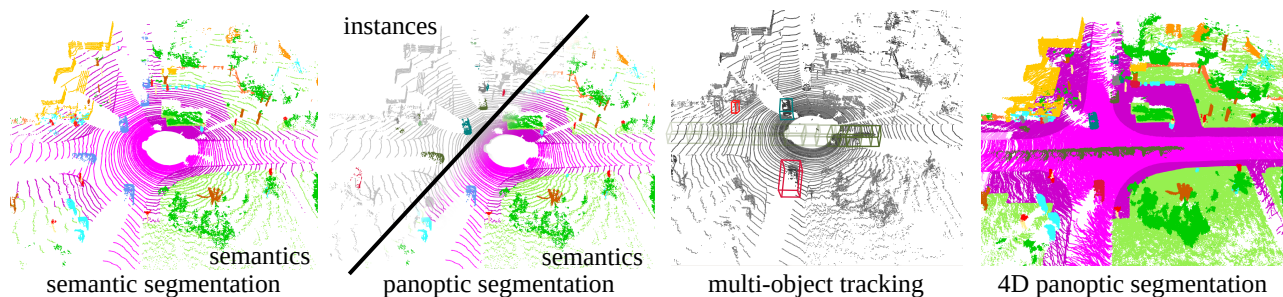 instances
semantics
semantics
semantic segmentation
panoptic segmentation
multi-object tracking
4D panoptic segmentation